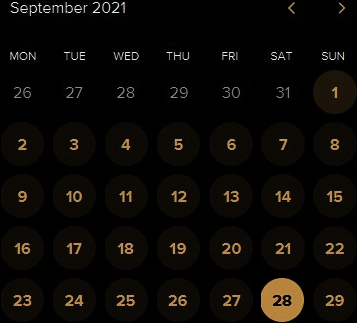 September 2021
MON TUE WED THU FRI SAT SUN
26 27 28 29 30 31 1
2 3 4 5 6 7 8
9 10 11 12 13 14 15
16 17 18 19 20 21 22
23 24 25 26 27 28 29